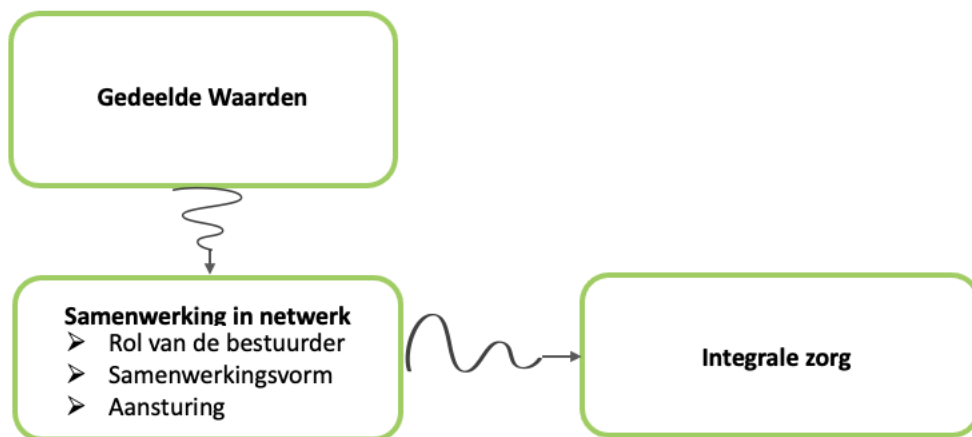 Gedeelde Waarden
Samenwerking in netwerk
➢ Rol van de bestuurder
➢ Samenwerkingsvorm
➢ Aansturing
Integrale zorg